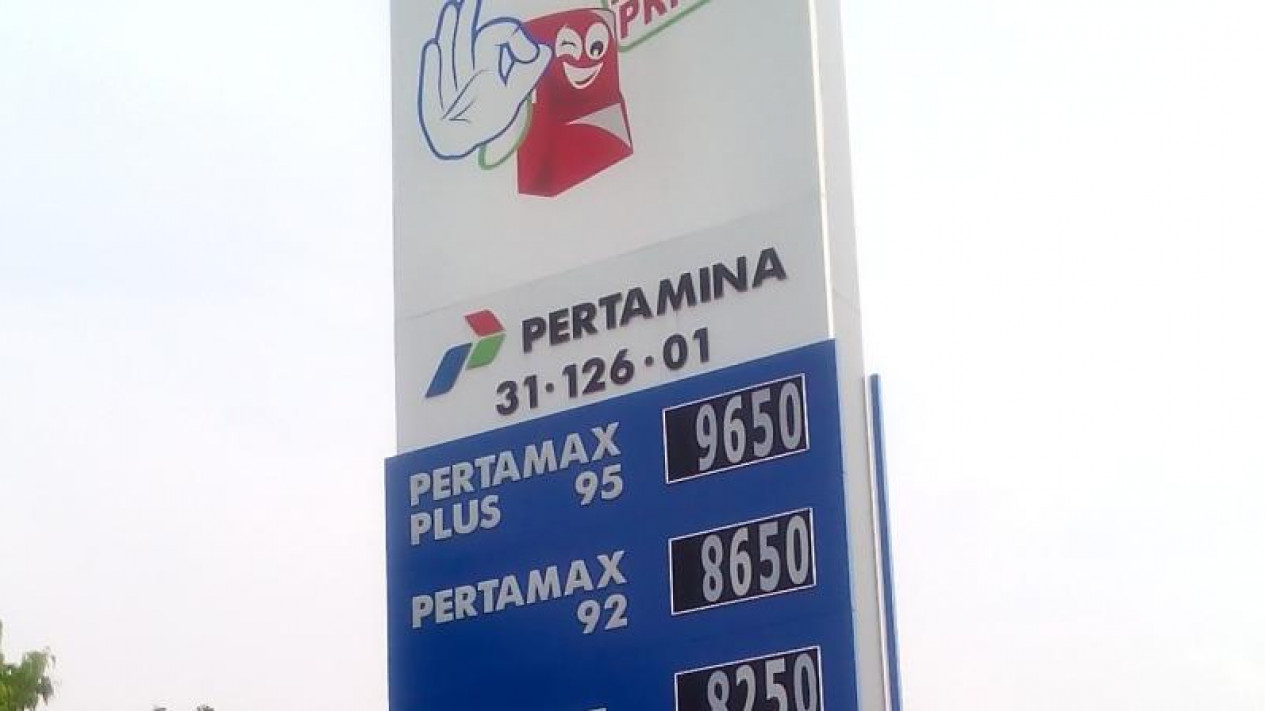 PERTAMINA
31·126·01
PERTAMAX
PLUS 95
9650
PERTAMAX
92
8650
8250